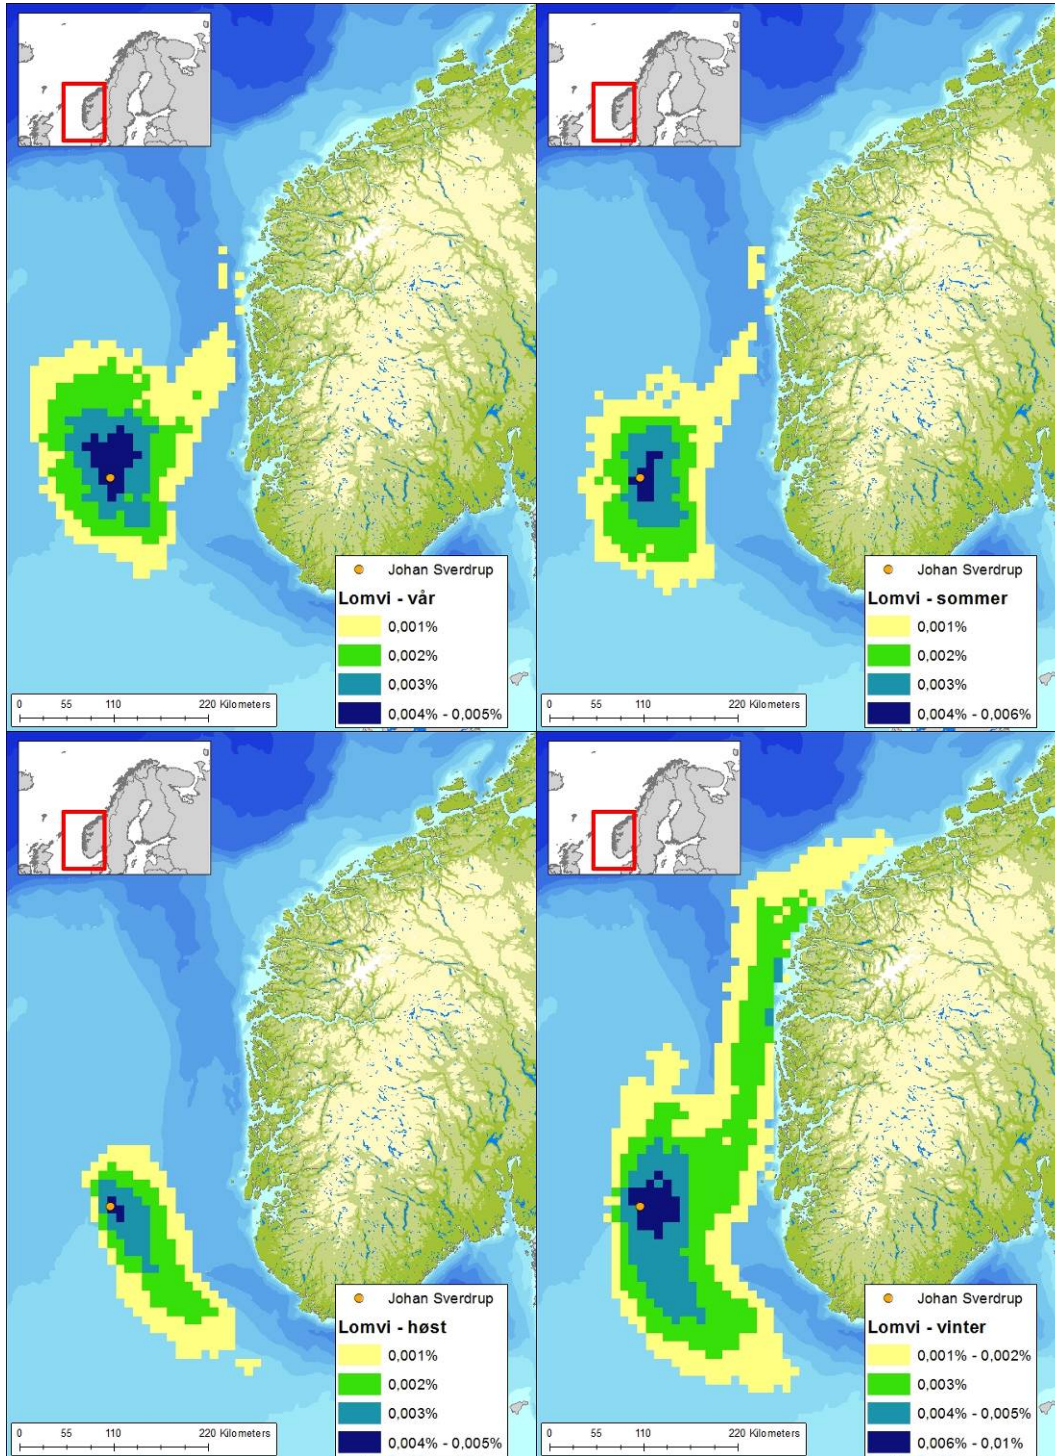 Johan Sverdrup
Lomvi - vår
0,001%
0,002%
0,003%
0,004% - 0,005%
0 55 110 220 Kilometers
Johan Sverdrup
Lomvi - sommer
0,001%
0,002%
0,003%
0,004% - 0,006%
0 55 110 220 Kilometers
Johan Sverdrup
Lomvi - høst
0,001%
0,002%
0,003%
0,004% - 0,005%
0 55 110 220 Kilometers
Johan Sverdrup
Lomvi - vinter
0,001% - 0,002%
0,003%
0,004% - 0,005%
0,006% - 0,01%
0 55 110 220 Kilometers